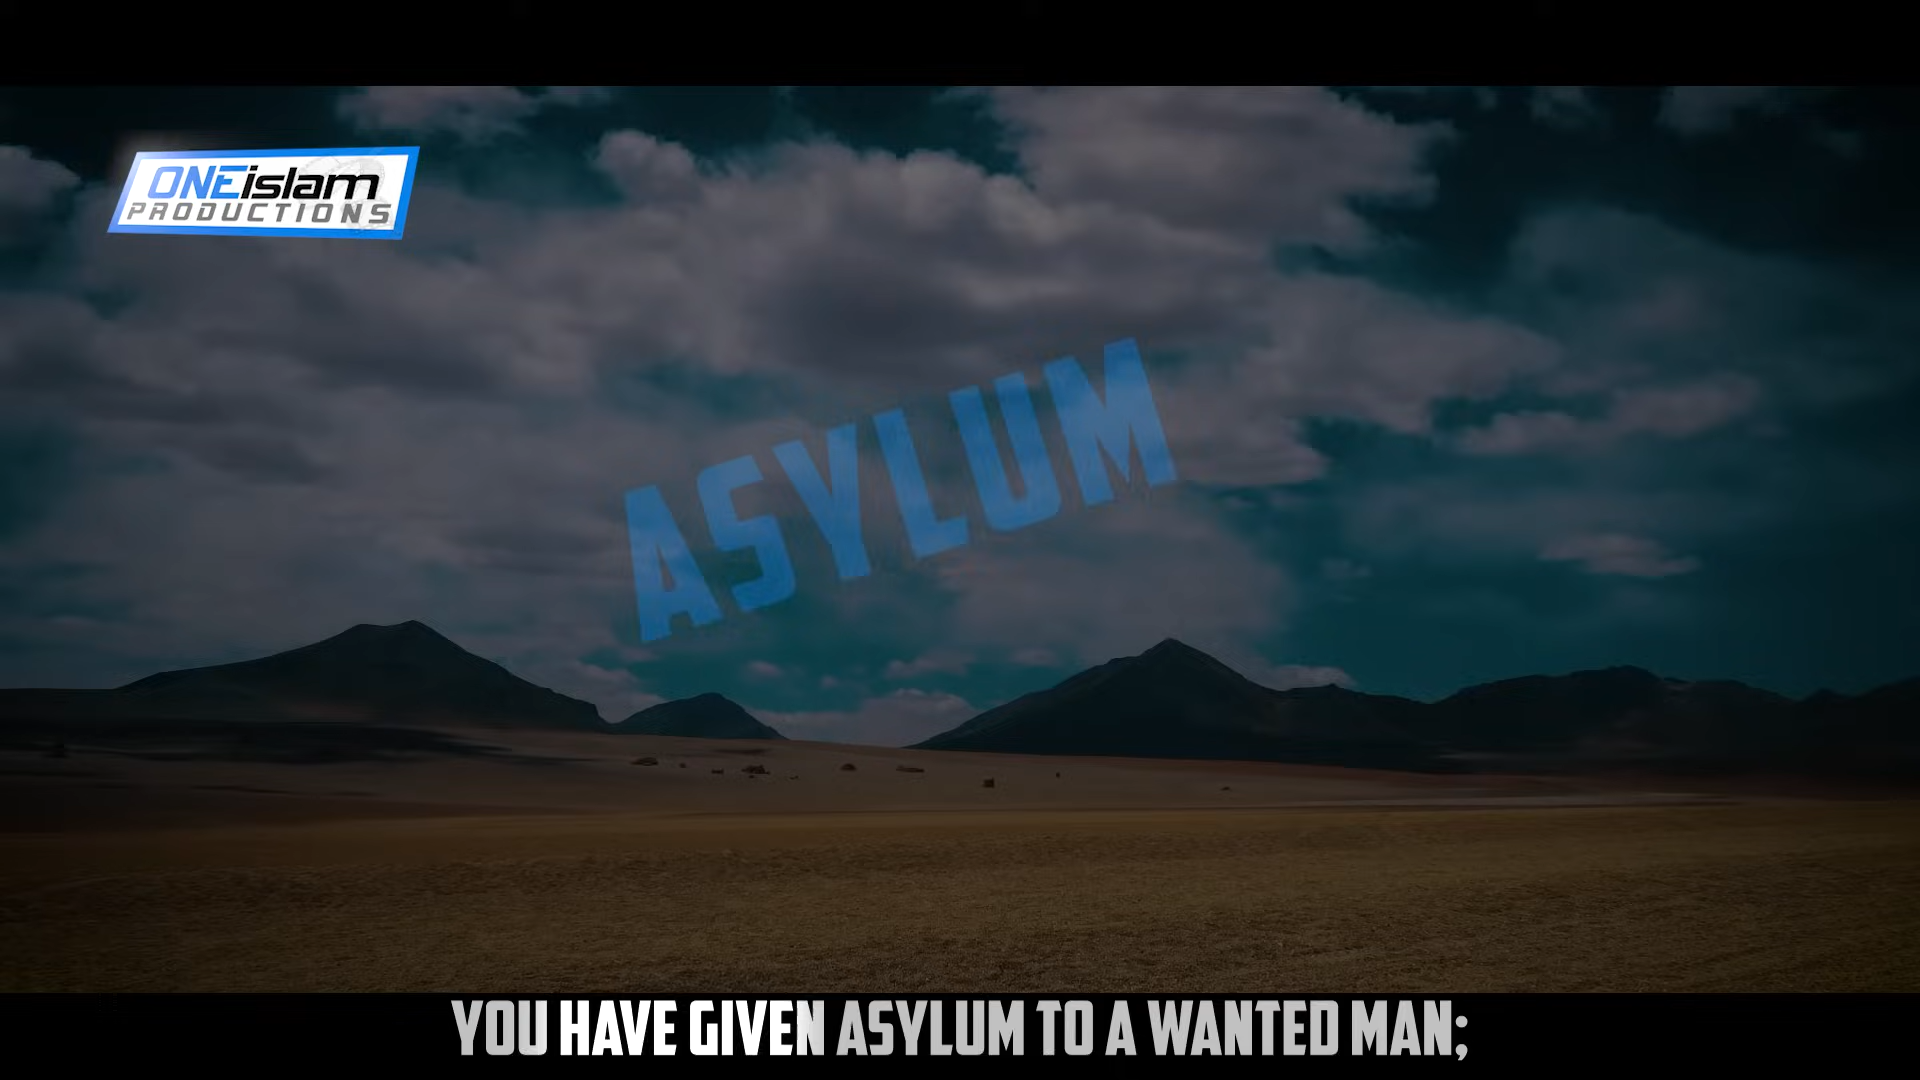 ONEislam
PRODUCTIONS
ASYLUM
YOU HAVE GIVEN ASYLUM TO A WANTED MAN;